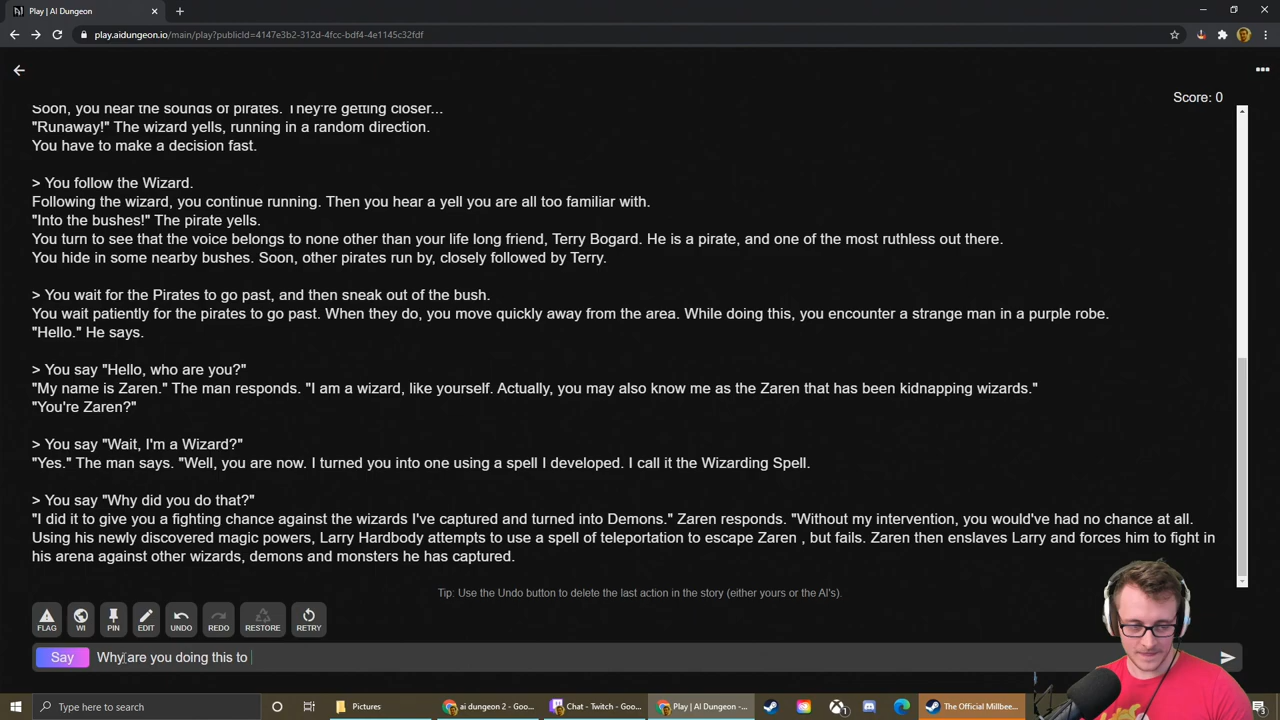 Play | AI Dungeon
play.aidungeon.io/main/play?publicId=4147e3b2-312d-4fcc-bdf4-4e1145c32fdf
Score: 0
Soon, you hear the sounds of pirates. They're getting closer...
"Runaway!" The wizard yells, running in a random direction.
You have to make a decision fast.
> You follow the Wizard.
Following the wizard, you continue running. Then you hear a yell you are all too familiar with.
"Into the bushes!" The pirate yells.
You turn to see that the voice belongs to none other than your life long friend, Terry Bogard. He is a pirate, and one of the most ruthless out there.
You hide in some nearby bushes. Soon, other pirates run by, closely followed by Terry.
> You wait for the Pirates to go past, and then sneak out of the bush.
You wait patiently for the pirates to go past. When they do, you move quickly away from the area. While doing this, you encounter a strange man in a purple robe.
"Hello." He says.
> You say "Hello, who are you?"
"My name is Zaren." The man responds. "I am a wizard, like yourself. Actually, you may also know me as the Zaren that has been kidnapping wizards."
"You're Zaren?"
> You say "Wait, I'm a Wizard?"
"Yes." The man says. "Well, you are now. I turned you into one using a spell I developed. I call it the Wizarding Spell.
> You say "Why did you do that?"
"I did it to give you a fighting chance against the wizards I've captured and turned into Demons." Zaren responds. "Without my intervention, you would've had no chance at all.
Using his newly discovered magic powers, Larry Hardbody attempts to use a spell of teleportation to escape Zaren , but fails. Zaren then enslaves Larry and forces him to fight in
his arena against other wizards, demons and monsters he has captured.
Tip: Use the Undo button to delete the last action in the story (either yours or the AI's).
FLAG WI PIN EDIT UNDO REDO RESTORE RETRY
Say Why are you doing this to
Type here to search Pictures ai dungeon 2 - Goo... Chat - Twitch - Goo... Play | AI Dungeon -... The Official Millbee...